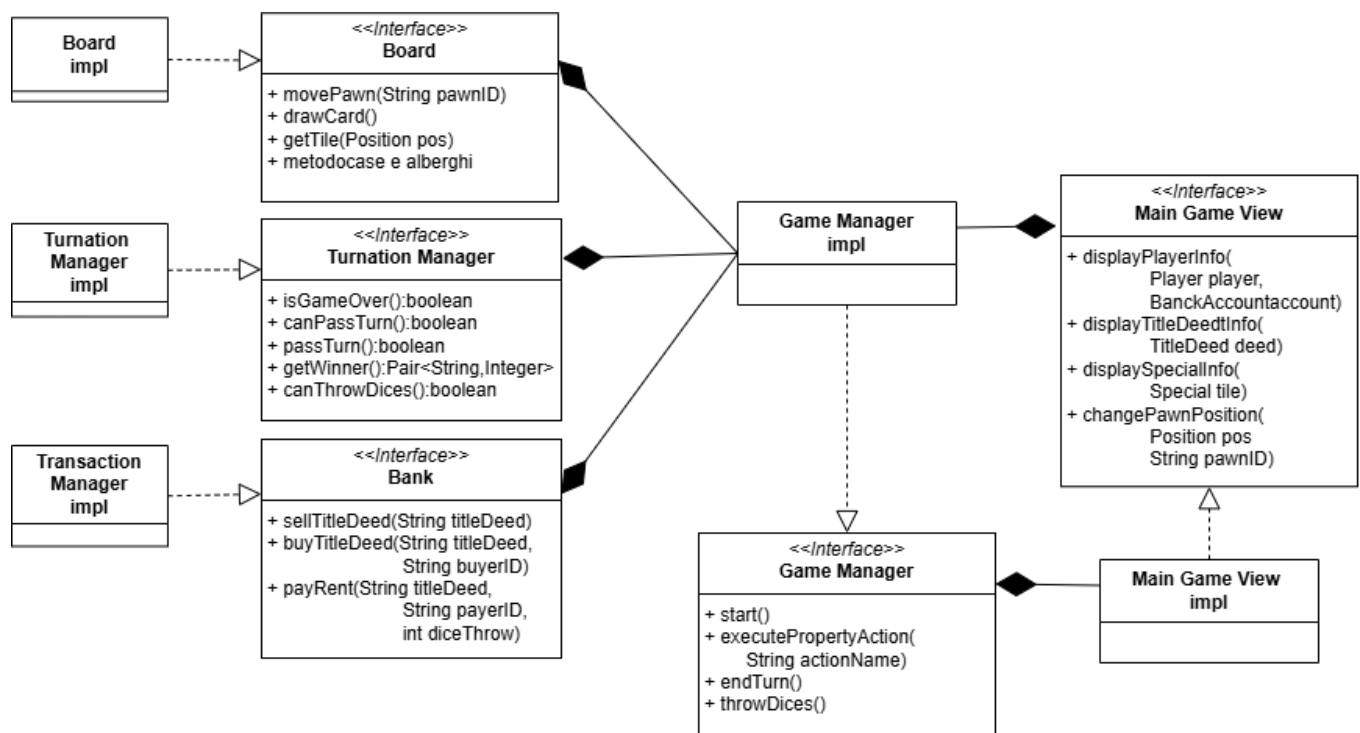 Board
impl
<<Interface>>
Board
+ movePawn(String pawnID)
+ drawCard()
+ getTile(Position pos)
+ metodocase e alberghi
Turnation
Manager
impl
<<Interface>>
Turnation Manager
+ isGameOver():boolean
+ canPassTurn():boolean
+ passTurn():boolean
+ getWinner():Pair<String,Integer>
+ canThrowDices():boolean
Transaction
Manager
impl
<<Interface>>
Bank
+ sellTitleDeed(String titleDeed)
+ buyTitleDeed(String titleDeed,
String buyerID)
+ payRent(String titleDeed,
String payerID,
int diceThrow)
Game Manager
impl
<<Interface>>
Main Game View
+ displayPlayerInfo(
Player player,
BanckAccountaccount)
+ displayTitleDeedtInfo(
TitleDeed deed)
+ displaySpecialInfo(
Special tile)
+ changePawnPosition(
Position pos
String pawnID)
<<Interface>>
Game Manager
+ start()
+ executePropertyAction(
String actionName)
+ endTurn()
+ throwDices()
Main Game View
impl